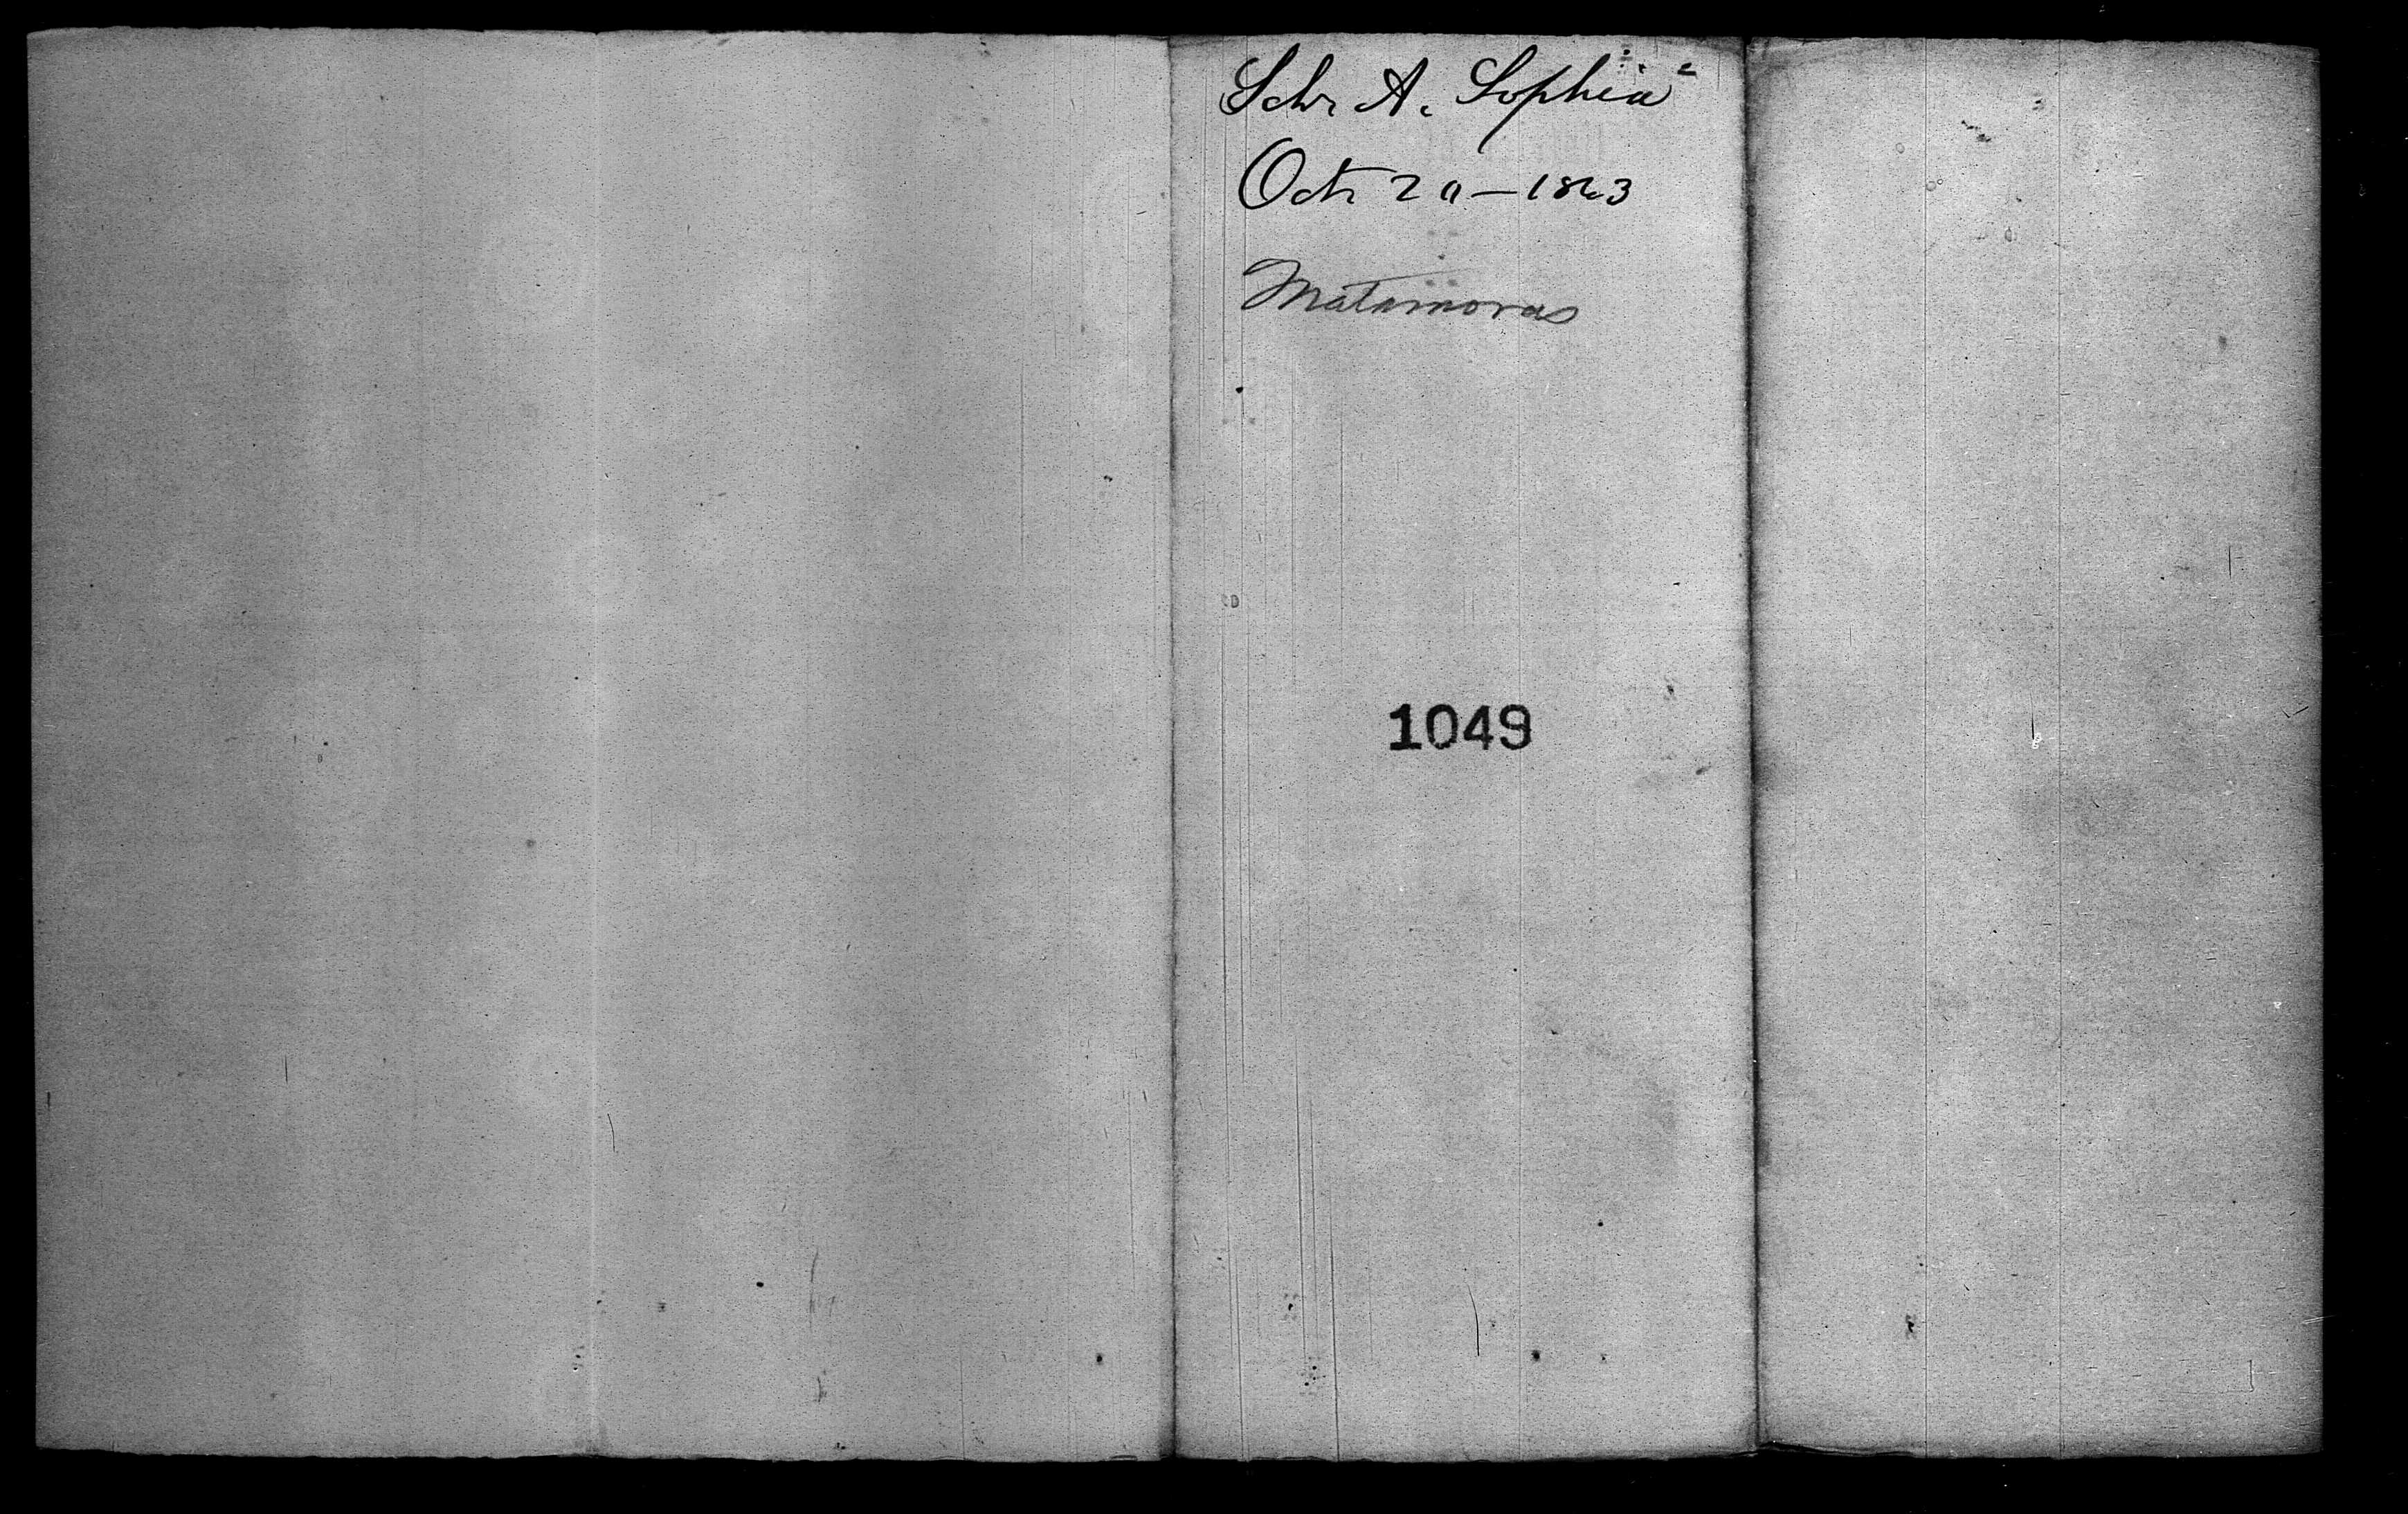 Schr A. Sophia
Oct 20 — 1863
Matamoras
1049